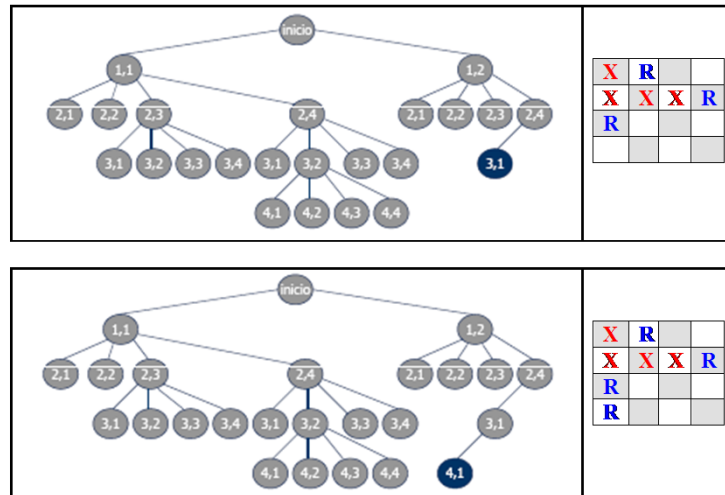 inicio
1,1 1,2
2,1 2,2 2,3 2,4 2,1 2,2 2,3 2,4
3,1 3,2 3,3 3,4 3,1 3,2 3,3 3,4 3,1
4,1 4,2 4,3 4,4
X R
X X X R
R
inicio
1,1 1,2
2,1 2,2 2,3 2,4 2,1 2,2 2,3 2,4
3,1 3,2 3,3 3,4 3,1 3,2 3,3 3,4 3,1
4,1 4,2 4,3 4,4 4,1
X R
X X X R
R
R